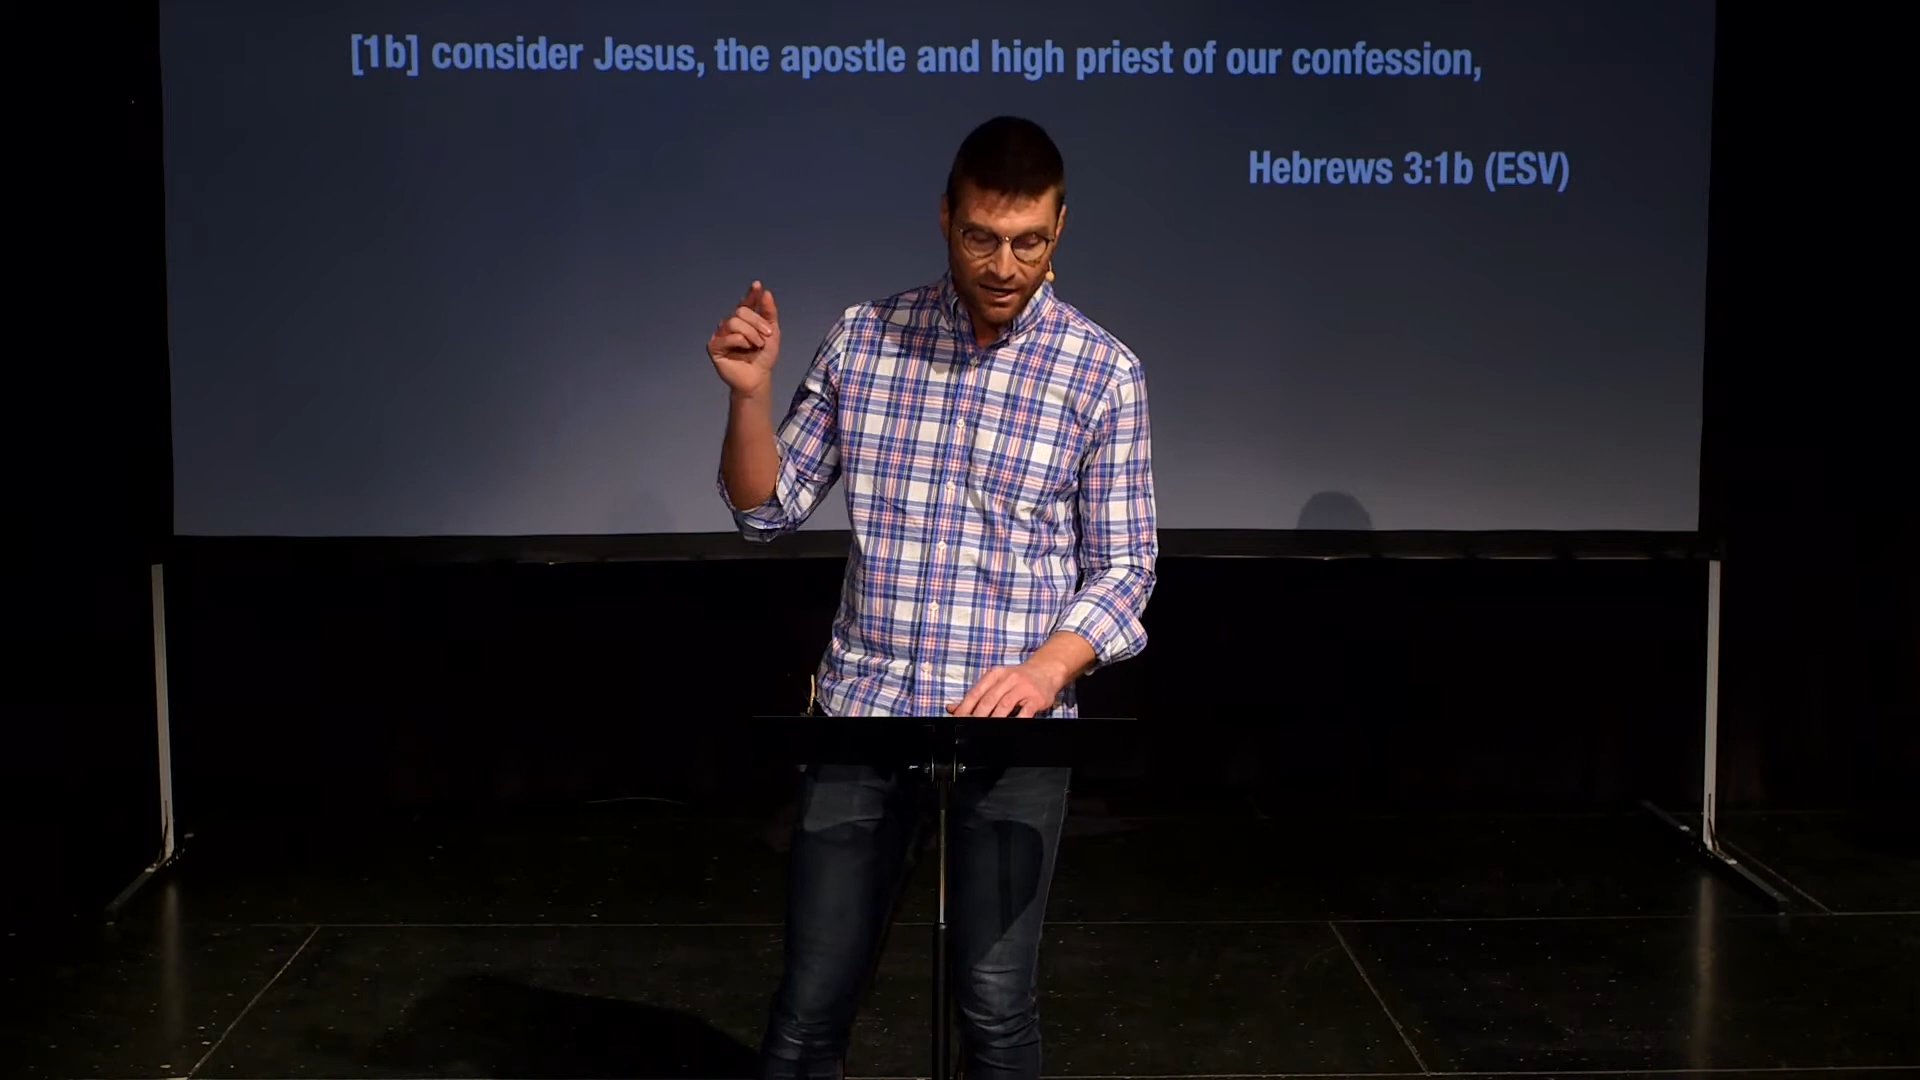 [1b] consider Jesus, the apostle and high priest of our confession,
Hebrews 3:1b (ESV)